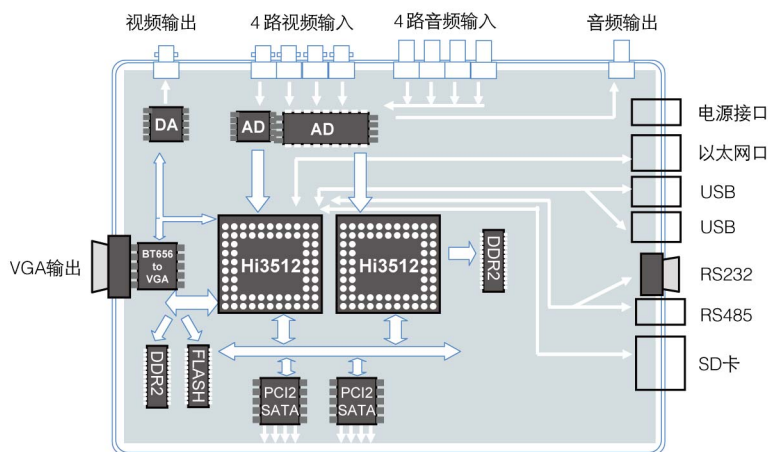 视频输出
4路视频输入
4路音频输入
音频输出
DA
AD
AD
电源接口
以太网口
USB
USB
VGA输出
BT656
to
VGA
Hi3512
Hi3512
DDR2
RS232
RS485
DDR2
FLASH
SD卡
PCI2
SATA
PCI2
SATA